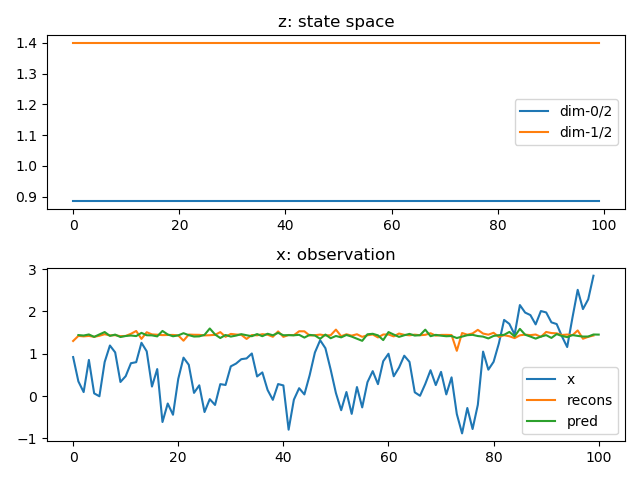 z: state space
1.4
1.3
1.2
1.1
1.0
0.9
dim-0/2
dim-1/2
0 20 40 60 80 100
x: observation
3
2
1
0
−1
x
recons
pred
0 20 40 60 80 100